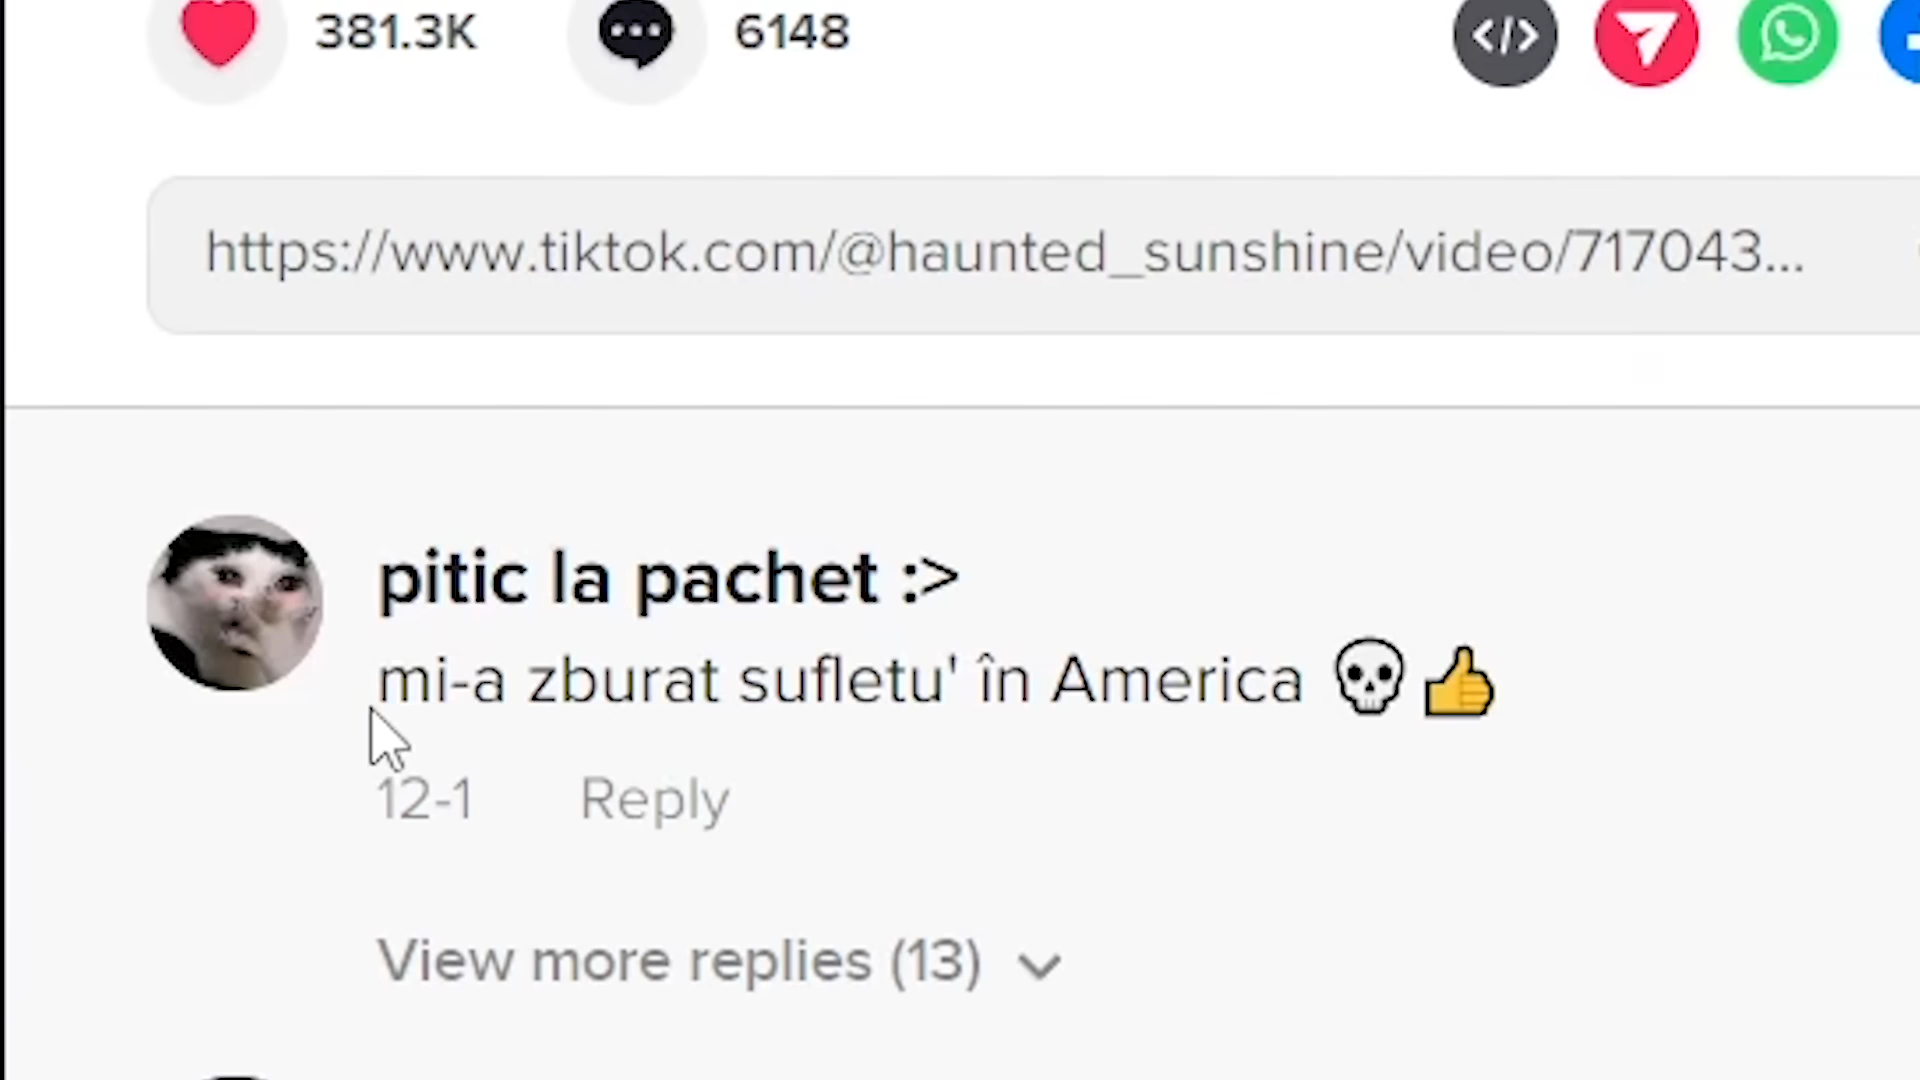 381.3K 6148
https://www.tiktok.com/@haunted_sunshine/video/717043...
pitic la pachet :>
mi-a zburat sufletu' în America 💀👍
12-1 Reply
View more replies (13)